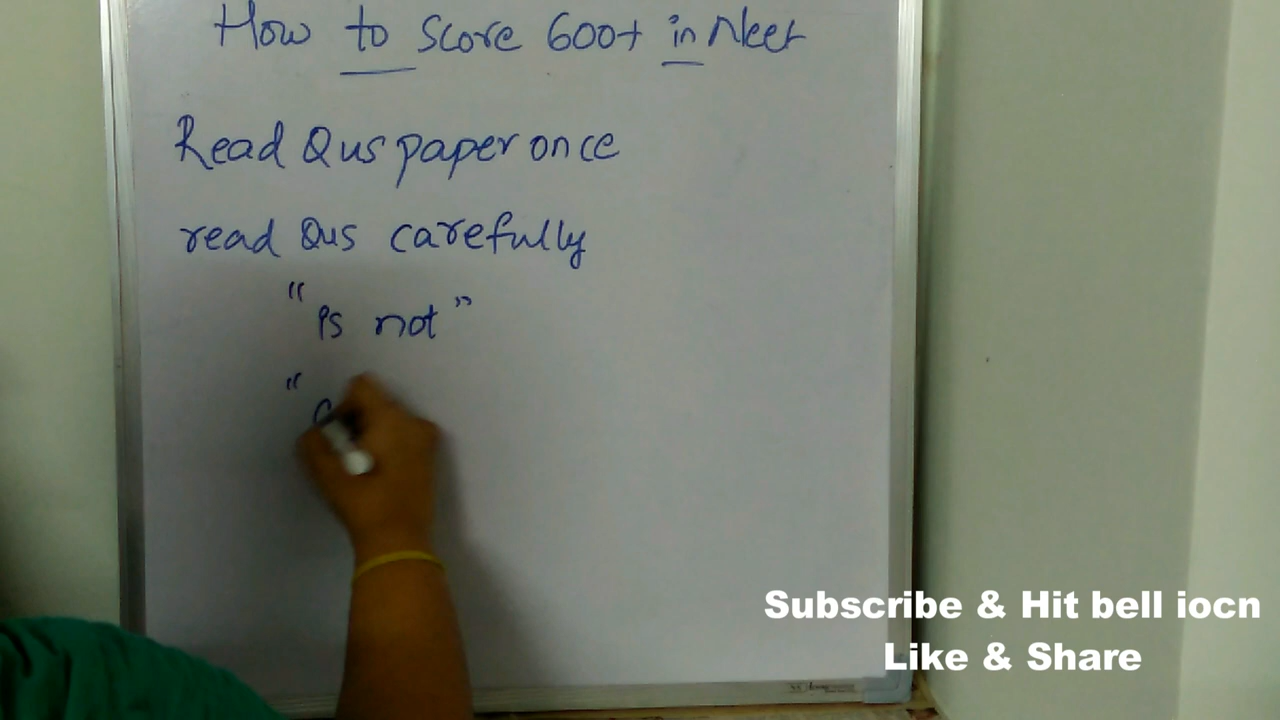 How to score 600+ in Neet
Read Qus paper once
read Qus carefully
" is not "
"
Subscribe & Hit bell iocn
Like & Share